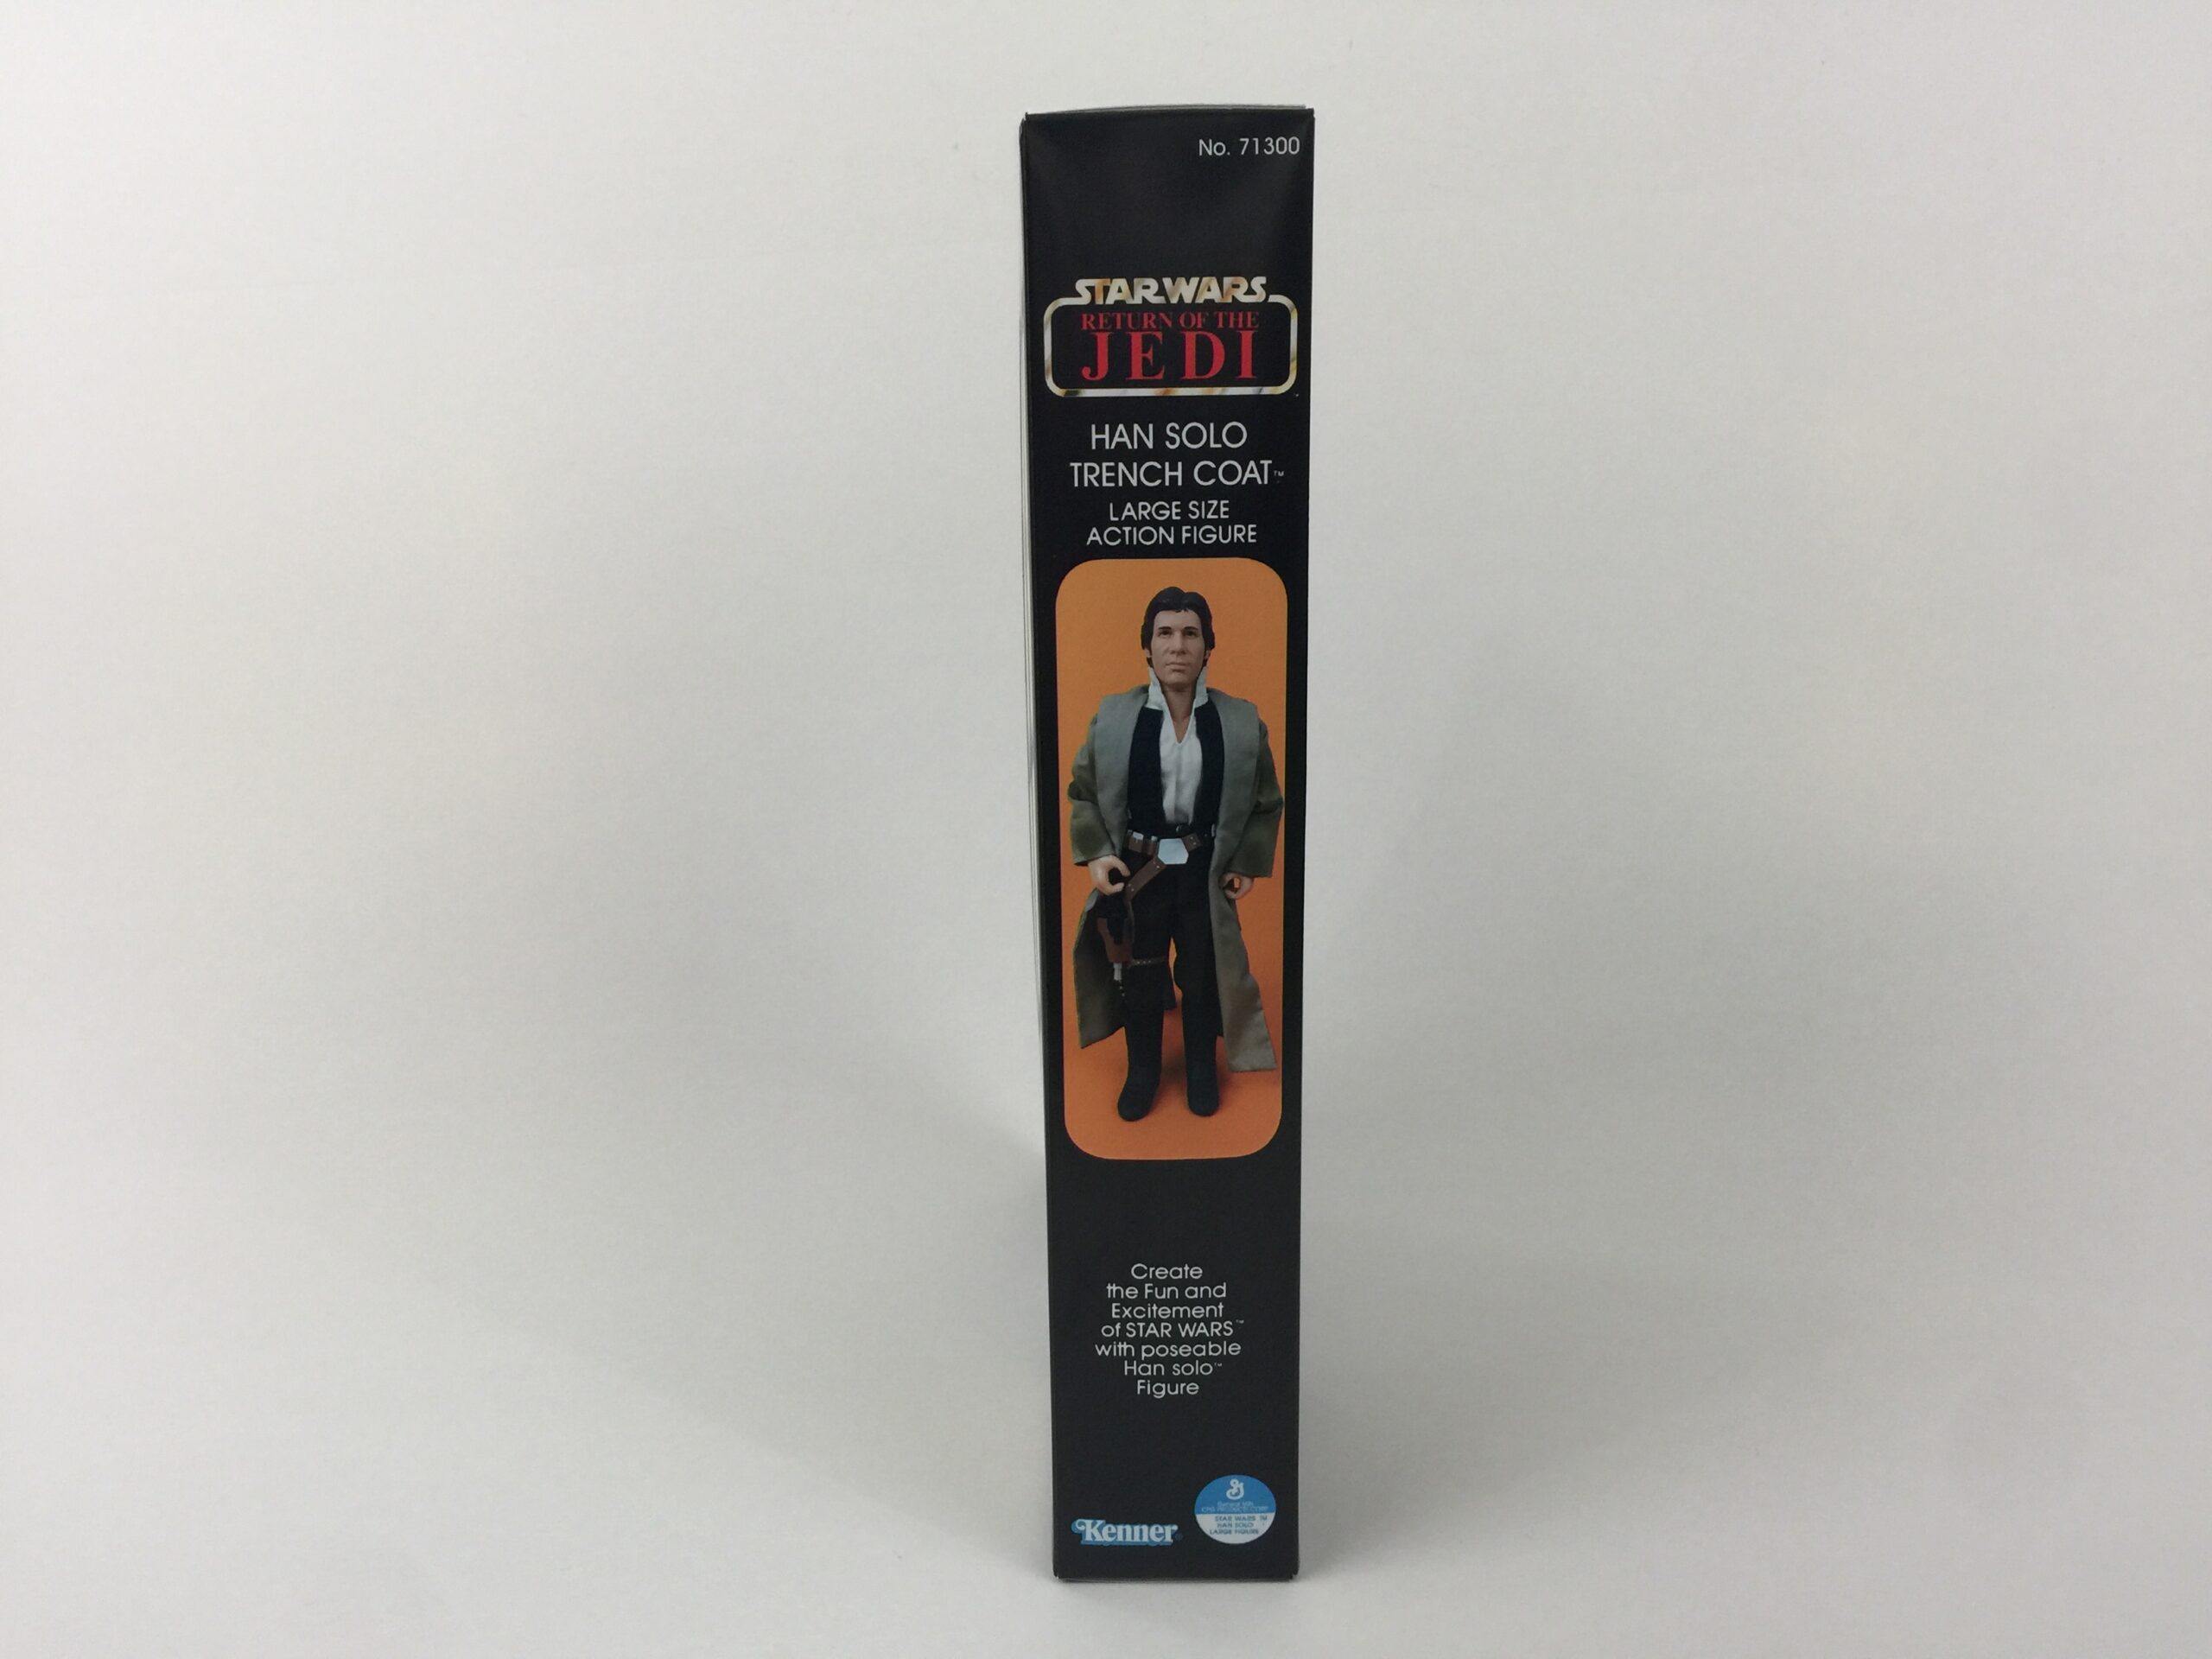 No. 71300
STAR WARS
RETURN OF THE
JEDI
HAN SOLO
TRENCH COAT™
LARGE SIZE
ACTION FIGURE
Create
the Fun and
Excitement
of STAR WARS™
with poseable
Han solo™
Figure
Kenner
STAR WARS TM
HAN SOLO
LARGE FIGURE